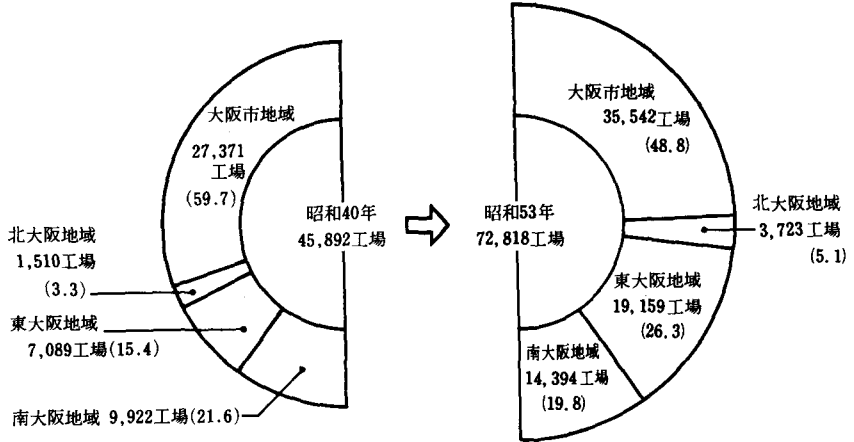 大阪市地域
27,371
工場
(59.7)
北大阪地域
1,510工場
(3.3)
東大阪地域
7,089工場(15.4)
南大阪地域 9,922工場(21.6)
昭和40年
45,892工場
昭和53年
72,818工場
大阪市地域
35,542工場
(48.8)
北大阪地域
3,723工場
(5.1)
東大阪地域
19,159工場
(26.3)
南大阪地域
14,394工場
(19.8)